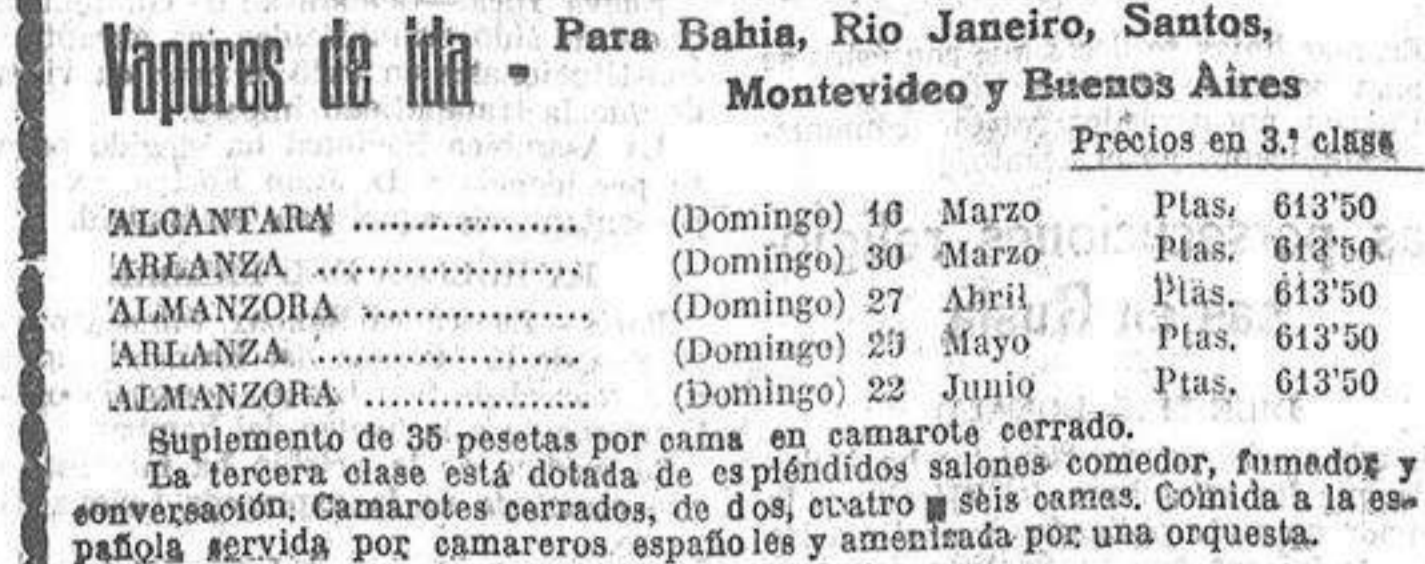 Vapores de ida - Para Bahia, Rio Janeiro, Santos,
Montevideo y Buenos Aires
Precios en 3.ª clase
ALCANTARA .................. (Domingo) 16 Marzo Ptas. 613'50
ARLANZA .................. (Domingo) 30 Marzo Ptas. 613'50
ALMANZORA .................. (Domingo) 27 Abril Ptas. 613'50
ARLANZA .................. (Domingo) 25 Mayo Ptas. 613'50
ALMANZORA .................. (Domingo) 22 Junio Ptas. 613'50
Suplemento de 35 pesetas por cama en camarote cerrado.
La tercera clase está dotada de espléndidos salones comedor, fumador y
conversación. Camarotes cerrados, de dos, cuatro seis camas. Comida a la es-
pañola servida por camareros españoles y amenizada por una orquesta.